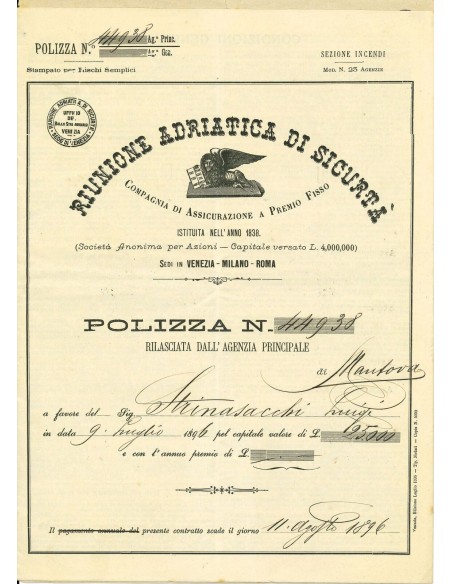 POLIZZA N.º 44938 Ag.ª Princ.
Ag.ª Gen.
SEZIONE INCENDI
Stampato per Rischi Semplici
MOD. N. 25 AGENZIE
RIUNIONE ADRIATICA DI SICURTÀ
COMPAGNIA DI ASSICURAZIONE A PREMIO FISSO
ISTITUITA NELL'ANNO 1838.
(Società Anonima per Azioni — Capitale versato L. 4,000,000)
SEDI IN VENEZIA - MILANO - ROMA
POLIZZA N. 44938
RILASCIATA DALL'AGENZIA PRINCIPALE
di Mantova
a favore del Sig. Strinasacchi Luigi
in data 9 Luglio 1896 pel capitale valore di L. 25000
e con l'annuo premio di L.
Il pagamento annuale del presente contratto scade il giorno 11 Agosto 1896